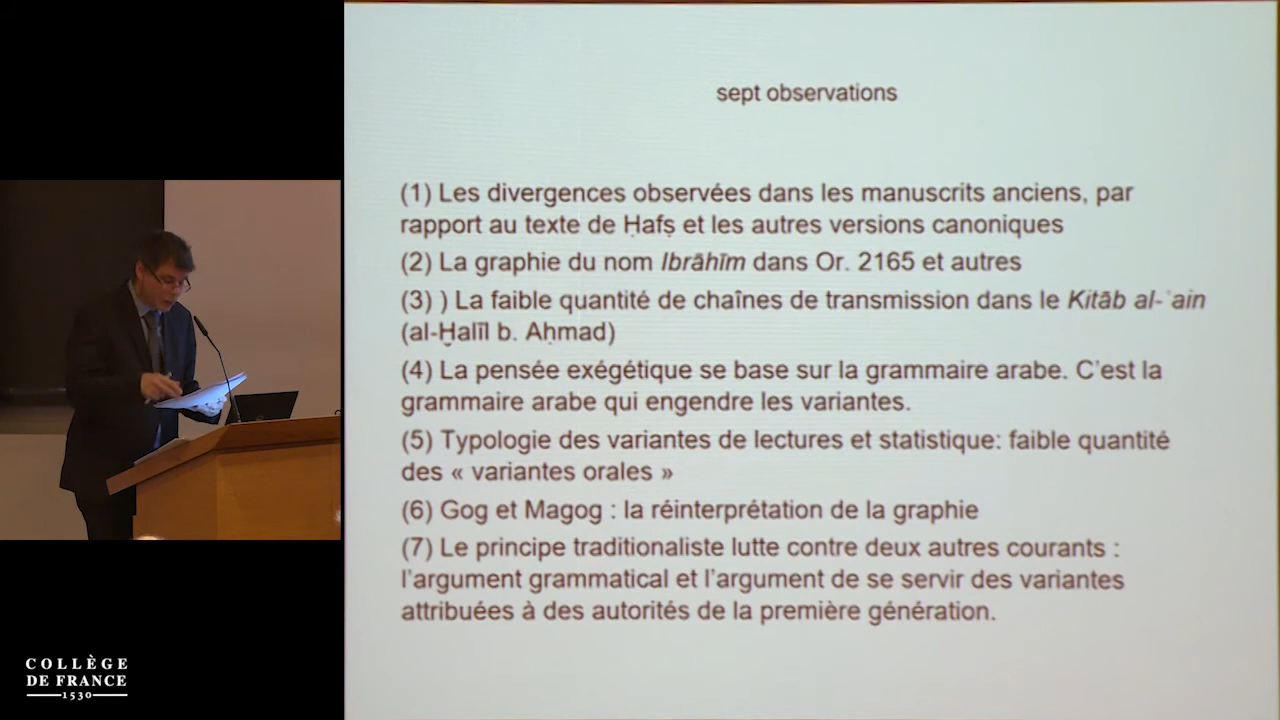 sept observations
(1) Les divergences observées dans les manuscrits anciens, par
rapport au texte de Ḥafṣ et les autres versions canoniques
(2) La graphie du nom Ibrāhīm dans Or. 2165 et autres
(3) ) La faible quantité de chaînes de transmission dans le Kitāb al-ʿain
(al-Ḫalīl b. Aḥmad)
(4) La pensée exégétique se base sur la grammaire arabe. C’est la
grammaire arabe qui engendre les variantes.
(5) Typologie des variantes de lectures et statistique: faible quantité
des « variantes orales »
(6) Gog et Magog : la réinterprétation de la graphie
(7) Le principe traditionaliste lutte contre deux autres courants :
l’argument grammatical et l’argument de se servir des variantes
attribuées à des autorités de la première génération.
COLLÈGE
DE FRANCE
1530